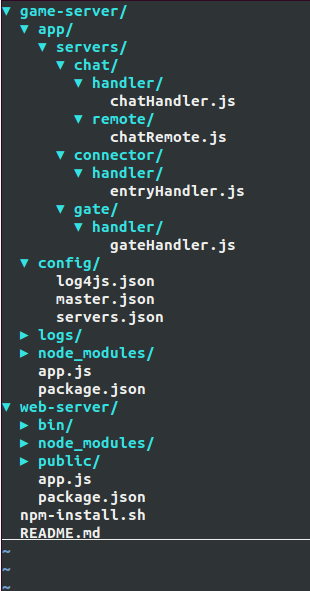 ▼ game-server/
▼ app/
▼ servers/
▼ chat/
▼ handler/
chatHandler.js
▼ remote/
chatRemote.js
▼ connector/
▼ handler/
entryHandler.js
▼ gate/
▼ handler/
gateHandler.js
▼ config/
log4js.json
master.json
servers.json
▶ logs/
▶ node_modules/
app.js
package.json
▼ web-server/
▶ bin/
▶ node_modules/
▶ public/
app.js
package.json
npm-install.sh
README.md
~
~
~